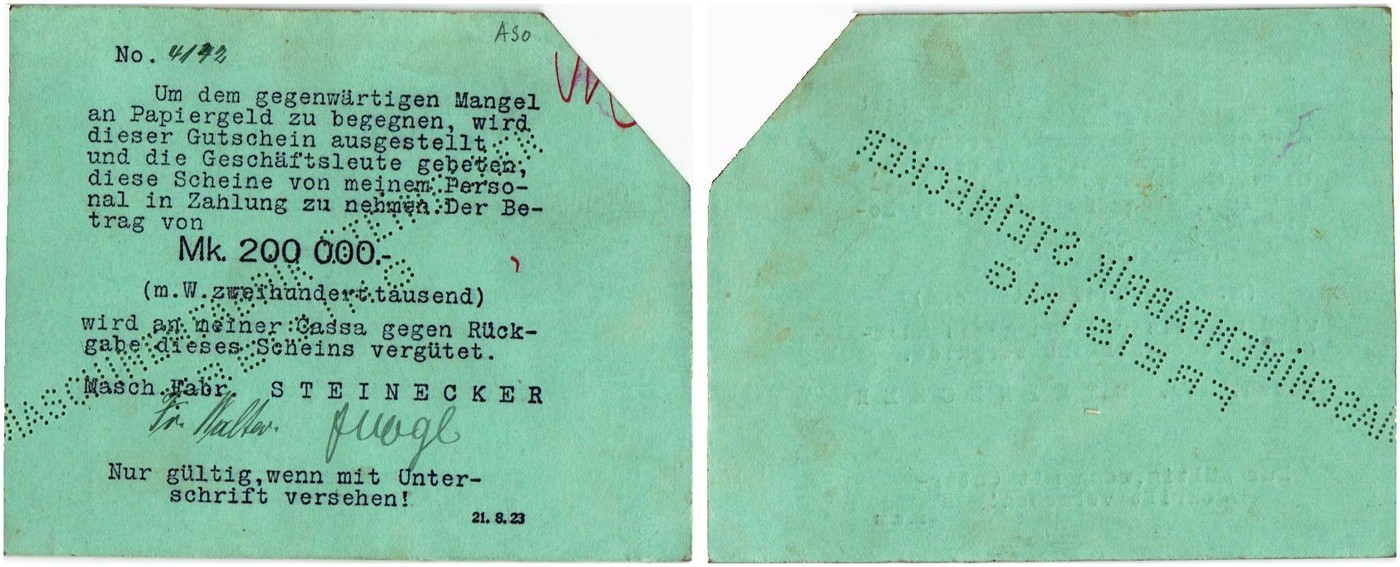 A50
No. 4192
Um dem gegenwärtigen Mangel
an Papiergeld zu begegnen, wird
dieser Gutschein ausgestellt
und die Geschäftsleute gebeten,
diese Scheine von meinem Perso-
nal in Zahlung zu nehmen.Der Be-
trag von
Mk. 200 000.-
(m.W.zweihunderttausend)
wird an meiner Cassa gegen Rück-
gabe dieses Scheins vergütet.
Masch.Fabr. STEINECKER
Nur gültig,wenn mit Unter-
schrift versehen!
21. 8. 23
MASCHINENFABRIK STEINECKER
FREISING